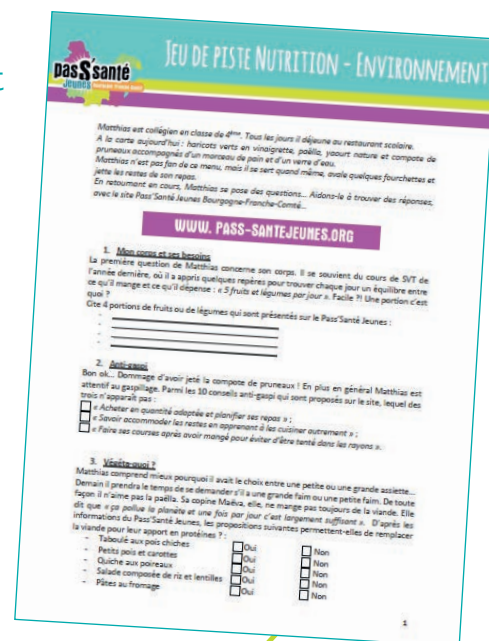 pasSsanté
Jeunes
JEU DE PISTE NUTRITION - ENVIRONNEMENT
Matthias est collégien en classe de 4ème. Tous les jours il déjeune au restaurant scolaire.
A la carte aujourd'hui : haricots verts en vinaigrette, paëlla, yaourt nature et compote de
pruneaux accompagnés d'un morceau de pain et d'un verre d'eau.
Matthias n'est pas fan de ce menu, mais il se sert quand même, avale quelques fourchettes et
jette les restes de son repas.
En retournant en cours, Matthias se pose des questions... Aidons-le à trouver des réponses,
avec le site Pass'Santé Jeunes Bourgogne-Franche-Comté...
WWW. PASS-SANTEJEUNES.ORG
1. Mon corps et ses besoins
La première question de Matthias concerne son corps. Il se souvient du cours de SVT de
l'année dernière, où il a appris quelques repères pour trouver chaque jour un équilibre entre
ce qu'il mange et ce qu'il dépense : « 5 fruits et légumes par jour ». Facile ?! Une portion c'est
quoi ?
Cite 4 portions de fruits ou de légumes qui sont présentés sur le Pass'Santé Jeunes :
-
-
-
-
2. Anti-gaspi
Bon ok... Dommage d'avoir jeté la compote de pruneaux ! En plus en général Matthias est
attentif au gaspillage. Parmi les 10 conseils anti-gaspi qui sont proposés sur le site, lequel des
trois n'apparaît pas :
« Acheter en quantité adaptée et planifier ses repas » ;
« Savoir accommoder les restes en apprenant à les cuisiner autrement » ;
« Faire ses courses après avoir mangé pour éviter d'être tenté dans les rayons ».
3. Végéta-quoi ?
Matthias comprend mieux pourquoi il avait le choix entre une petite ou une grande assiette...
Demain il prendra le temps de se demander s'il a une grande faim ou une petite faim. De toute
façon il n'aime pas la paëlla. Sa copine Maëva, elle, ne mange pas toujours de la viande. Elle
dit que « ça pollue la planète et une fois par jour c'est largement suffisant ». D'après les
informations du Pass'Santé Jeunes, les propositions suivantes permettent-elles de remplacer
la viande pour leur apport en protéines ? :
- Taboulé aux pois chiches Oui Non
- Petits pois et carottes Oui Non
- Quiche aux poireaux Oui Non
- Salade composée de riz et lentilles Oui Non
- Pâtes au fromage Oui Non
1